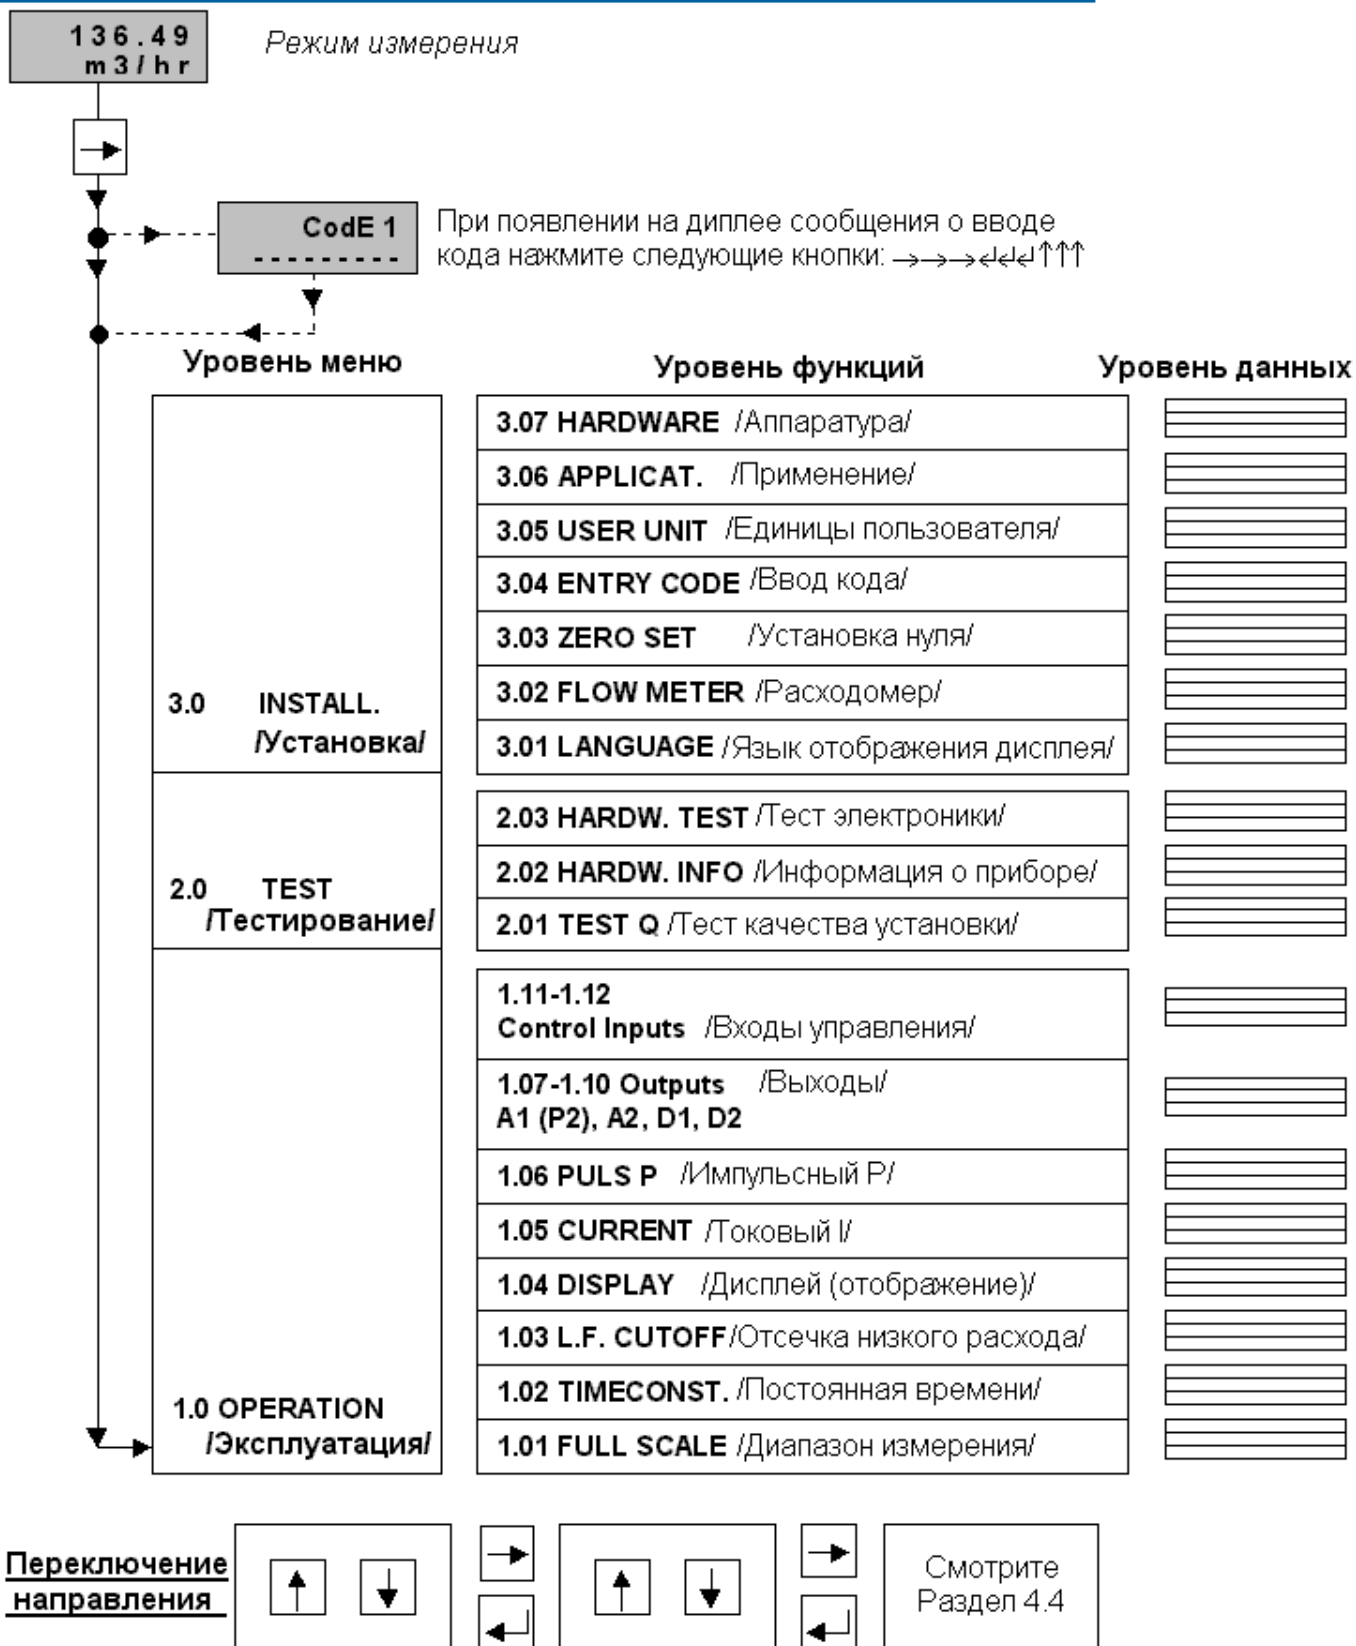 136.49
m3/hr
Режим измерения
CodE 1
---------
При появлении на диплее сообщения о вводе
кода нажмите следующие кнопки: →→→↵↵↵↑↑↑
Уровень меню
Уровень функций
Уровень данных
3.07 HARDWARE /Аппаратура/
3.06 APPLICAT. /Применение/
3.05 USER UNIT /Единицы пользователя/
3.04 ENTRY CODE /Ввод кода/
3.03 ZERO SET /Установка нуля/
3.0 INSTALL.
/Установка/
3.02 FLOW METER /Расходомер/
3.01 LANGUAGE /Язык отображения дисплея/
2.03 HARDW. TEST /Тест электроники/
2.02 HARDW. INFO /Информация о приборе/
2.0 TEST
/Тестирование/
2.01 TEST Q /Тест качества установки/
1.11-1.12
Control Inputs /Входы управления/
1.07-1.10 Outputs /Выходы/
A1 (P2), A2, D1, D2
1.06 PULS P /Импульсный P/
1.05 CURRENT /Токовый I/
1.04 DISPLAY /Дисплей (отображение)/
1.03 L.F. CUTOFF /Отсечка низкого расхода/
1.02 TIMECONST. /Постоянная времени/
1.0 OPERATION
/Эксплуатация/
1.01 FULL SCALE /Диапазон измерения/
Переключение
направления
↑ ↓
→
↵
↑ ↓
→
↵
Смотрите
Раздел 4.4